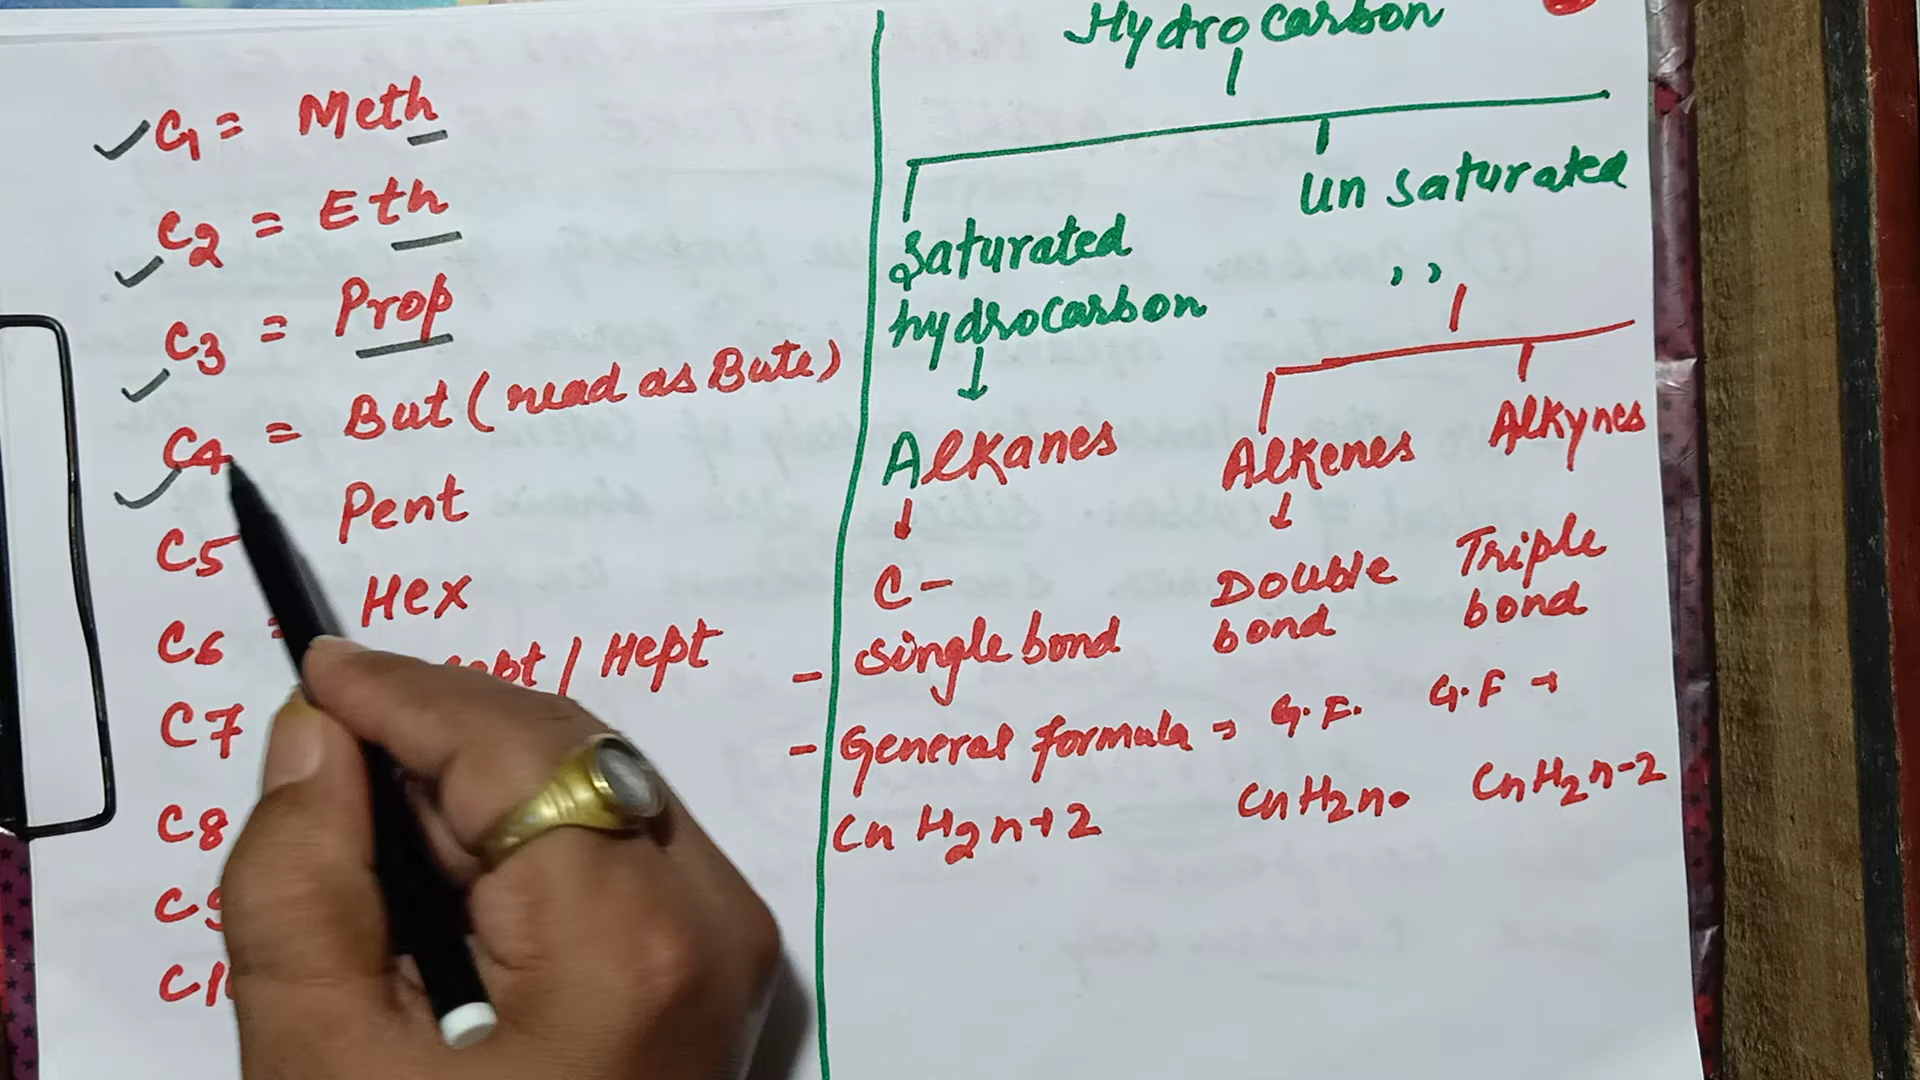 C1 = Meth
C2 = Eth
C3 = Prop
C4 = But (read as Bute)
C5 Pent
C6 = Hex
C7 / Hept
C8
Hydrocarbon
Saturated hydrocarbon
Un saturated
,,
Alkanes
Alkenes
Alkynes
C-
Single bond
Double bond
Triple bond
- General formula →
G.F.
G.F →
CnH2n+2
CnH2n.
CnH2n-2